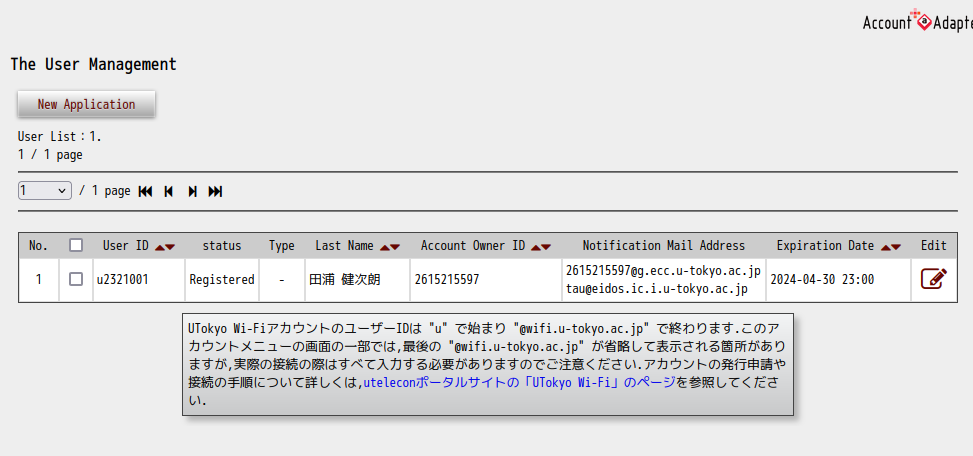 Account a Adapte
The User Management
New Application
User List：1.
1 / 1 page
1 / 1 page
No. User ID status Type Last Name Account Owner ID Notification Mail Address Expiration Date Edit
1 u2321001 Registered - 田浦 健次朗 2615215597 2615215597@g.ecc.u-tokyo.ac.jp 2024-04-30 23:00
tau@eidos.ic.i.u-tokyo.ac.jp
UTokyo Wi-FiアカウントのユーザーIDは "u" で始まり "@wifi.u-tokyo.ac.jp" で終わります.このア
カウントメニューの画面の一部では,最後の "@wifi.u-tokyo.ac.jp" が省略して表示される箇所があり
ますが,実際の接続の際はすべて入力する必要がありますのでご注意ください.アカウントの発行申請や
接続の手順について詳しくは,uteleconポータルサイトの「UTokyo Wi-Fi」のページを参照してくださ
い.